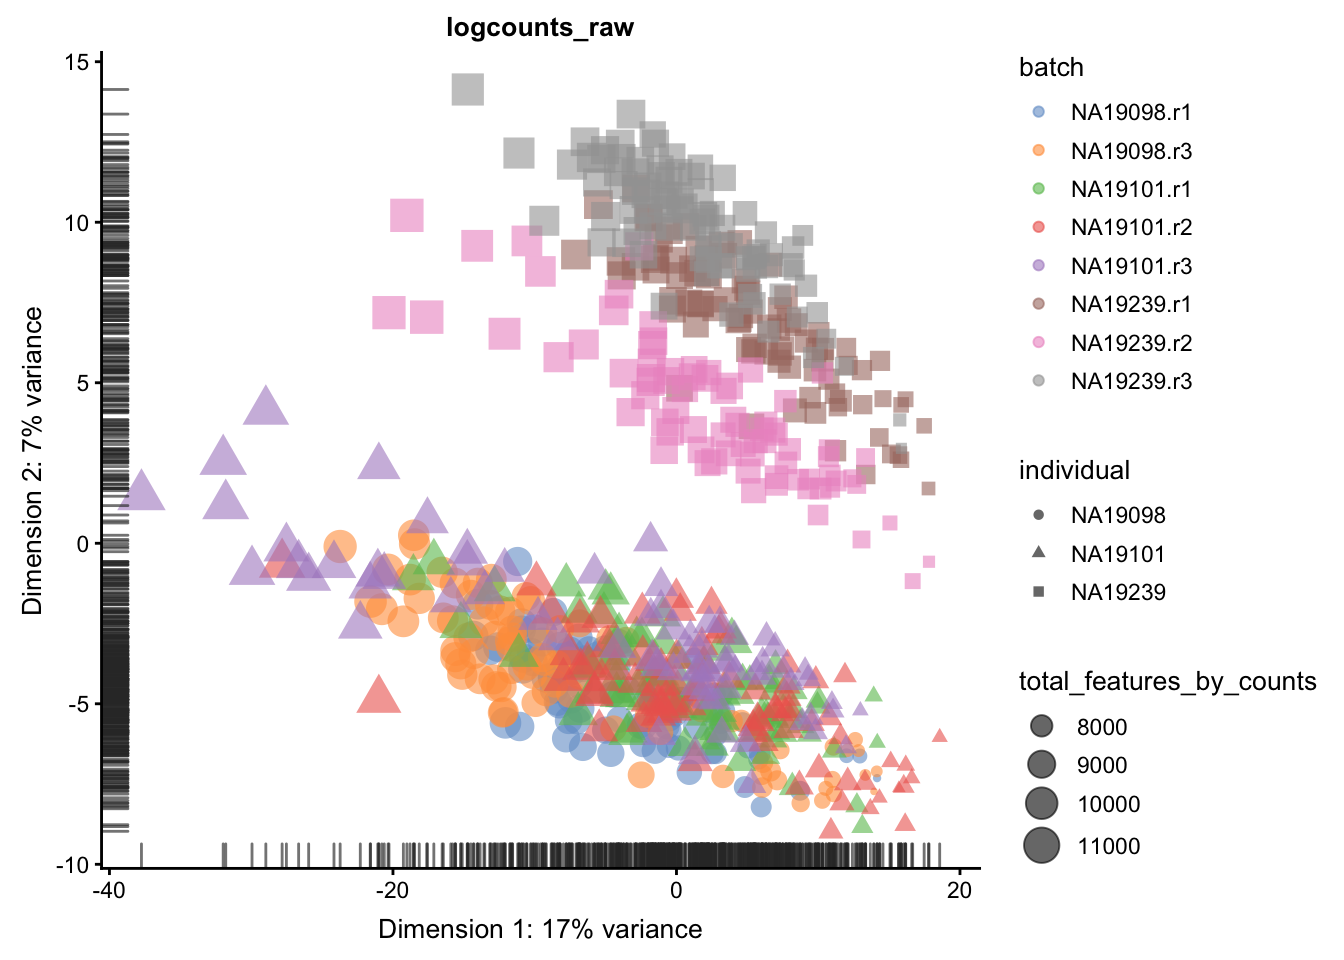 logcounts_raw
15
10
5
0
-5
-10
-40
-20
0
20
Dimension 2: 7% variance
Dimension 1: 17% variance
batch
NA19098.r1
NA19098.r3
NA19101.r1
NA19101.r2
NA19101.r3
NA19239.r1
NA19239.r2
NA19239.r3
individual
NA19098
NA19101
NA19239
total_features_by_counts
8000
9000
10000
11000